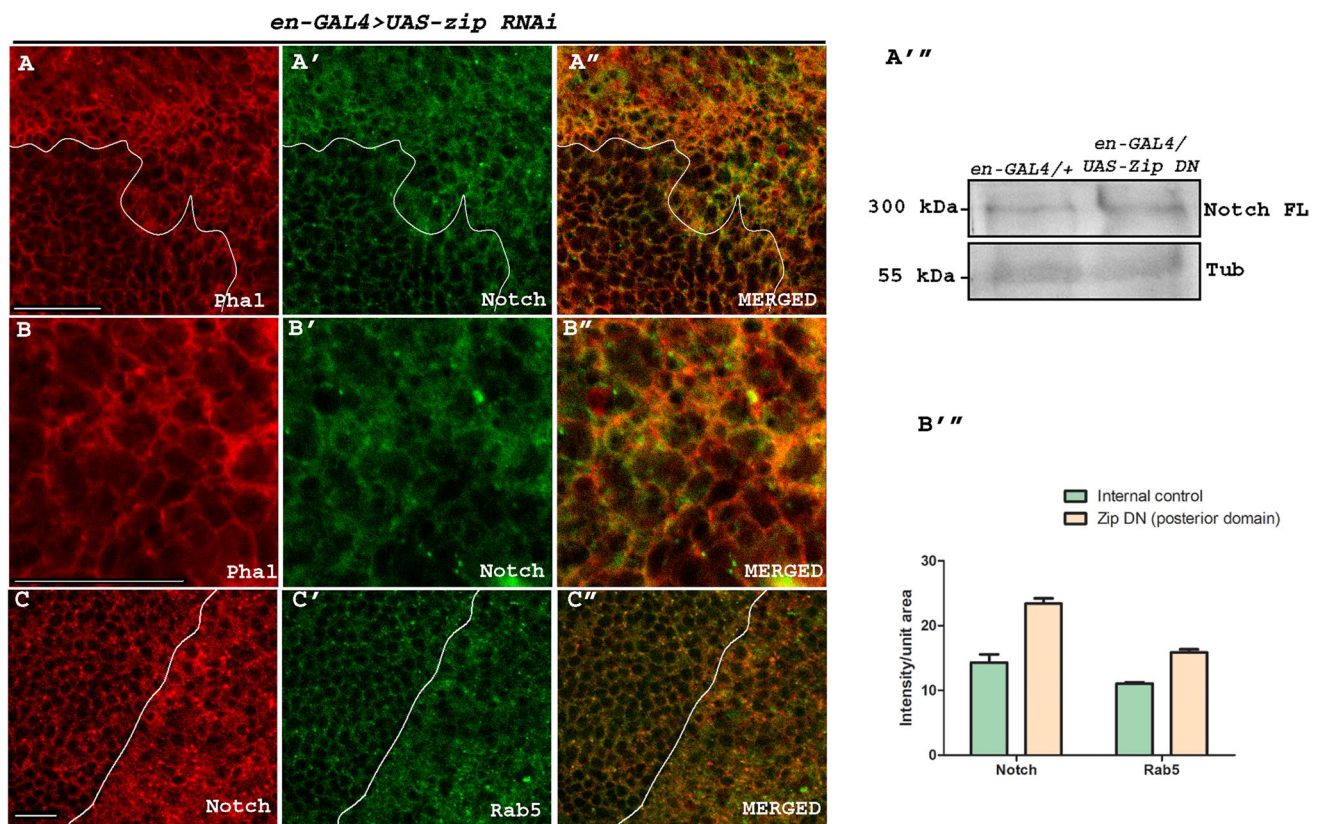 en-GAL4>UAS-zip RNAi
A
Phal
A'
Notch
A"
MERGED
B
Phal
B'
Notch
B"
MERGED
C
Notch
C'
Rab5
C"
MERGED
A'"
en-GAL4/+
en-GAL4/
UAS-Zip DN
300 kDa
Notch FL
55 kDa
Tub
B'"
Internal control
Zip DN (posterior domain)
Intensity/unit area
30
20
10
0
Notch
Rab5